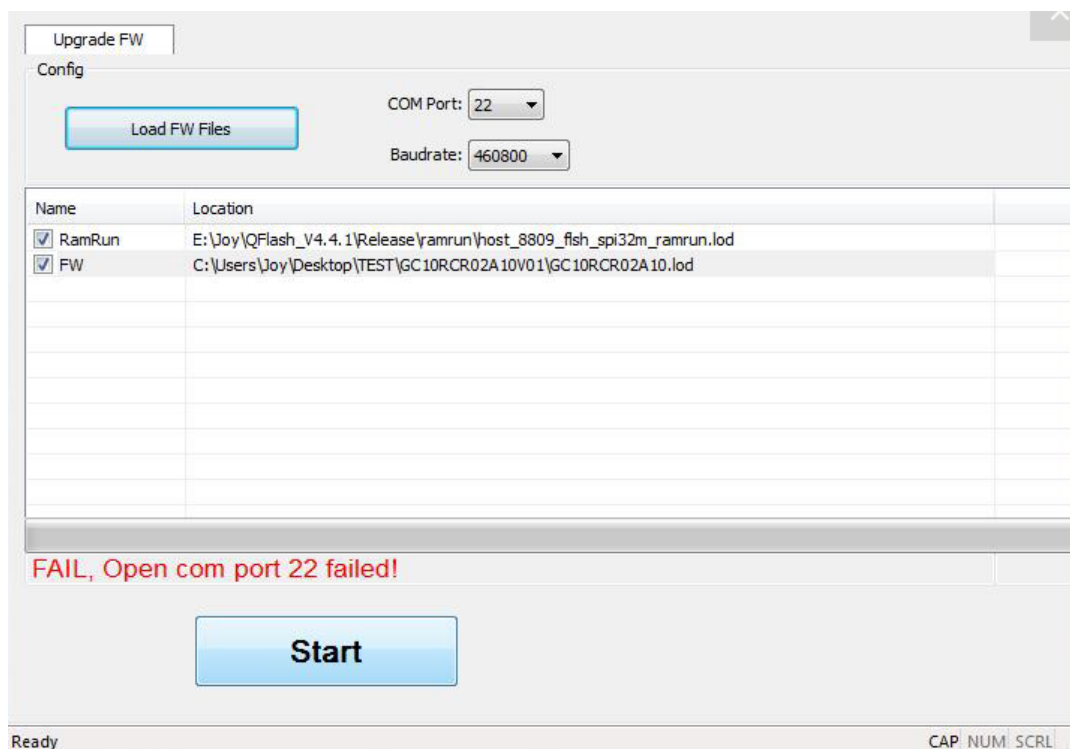 Upgrade FW
Config
Load FW Files
COM Port: 22
Baudrate: 460800
Name Location
RamRun E:\Joy\QFlash_V4.4.1\Release\ramrun\host_8809_flsh_spi32m_ramrun.lod
FW C:\Users\Joy\Desktop\TEST\GC10RCR02A10V01\GC10RCR02A10.lod
FAIL, Open com port 22 failed!
Start
Ready CAP NUM SCRL